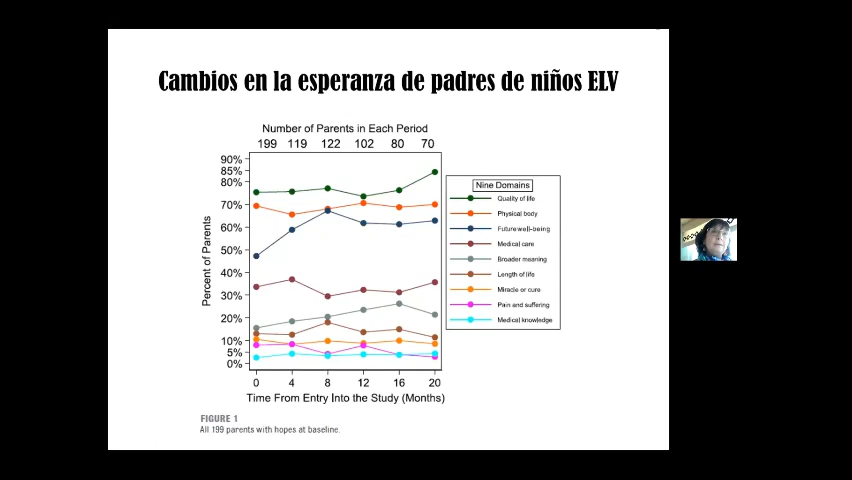 Cambios en la esperanza de padres de niños ELV
Number of Parents in Each Period
199 119 122 102 80 70
90%
85%
80%
70%
60%
50%
40%
30%
20%
10%
5%
0%
Percent of Parents
0 4 8 12 16 20
Time From Entry Into the Study (Months)
Nine Domains
Quality of life
Physical body
Future well-being
Medical care
Broader meaning
Length of life
Miracle or cure
Pain and suffering
Medical knowledge
FIGURE 1
All 199 parents with hopes at baseline.